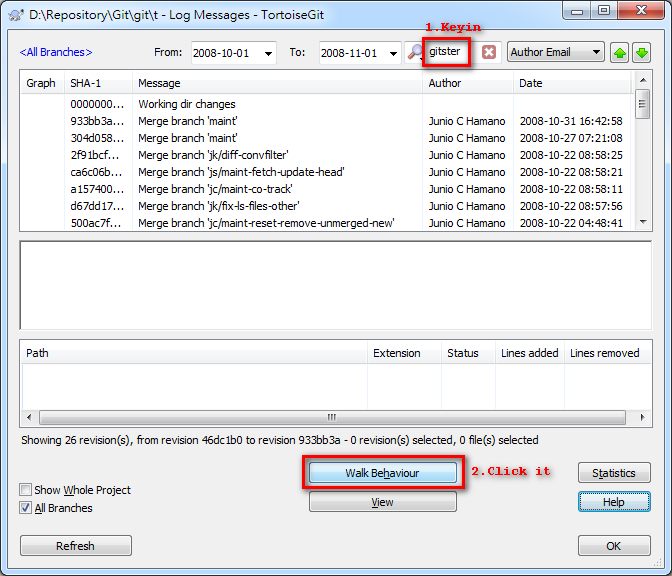 D:\Repository\Git\git\t - Log Messages - TortoiseGit
1.Keyin
<All Branches> From: 2008-10-01 To: 2008-11-01 gitster Author Email
Graph SHA-1 Message Author Date
0000000... Working dir changes
933bb3a... Merge branch 'maint' Junio C Hamano 2008-10-31 16:42:58
304d058... Merge branch 'maint' Junio C Hamano 2008-10-27 07:21:08
2f91bcf... Merge branch 'jk/diff-convfilter' Junio C Hamano 2008-10-22 08:58:25
ca6c06b... Merge branch 'js/maint-fetch-update-head' Junio C Hamano 2008-10-22 08:58:21
a157400... Merge branch 'jc/maint-co-track' Junio C Hamano 2008-10-22 08:58:11
d67dd17... Merge branch 'jk/fix-ls-files-other' Junio C Hamano 2008-10-22 08:57:56
500ac7f... Merge branch 'jc/maint-reset-remove-unmerged-new' Junio C Hamano 2008-10-22 04:48:41
Path Extension Status Lines added Lines removed
Showing 26 revision(s), from revision 46dc1b0 to revision 933bb3a - 0 revision(s) selected, 0 file(s) selected
Walk Behaviour 2.Click it Statistics
Show Whole Project
View Help
All Branches
Refresh OK